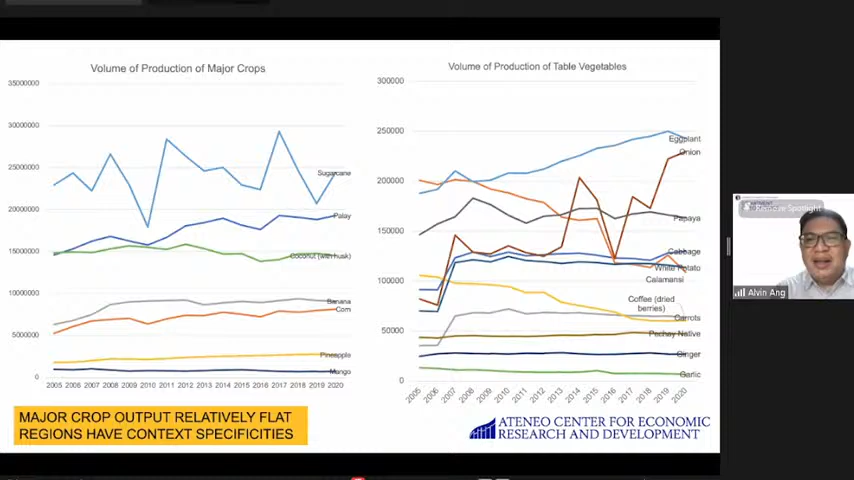 Volume of Production of Major Crops
35000000
30000000
25000000
20000000
15000000
10000000
5000000
0
Sugarcane
Palay
Coconut (with husk)
Banana
Corn
Pineapple
Mango
2005 2006 2007 2008 2009 2010 2011 2012 2013 2014 2015 2016 2017 2018 2019 2020
Volume of Production of Table Vegetables
300000
250000
200000
150000
100000
50000
0
Eggplant
Onion
Papaya
Cabbage
White Potato
Calamansi
Coffee (dried
berries)
Carrots
Pechay Native
Ginger
Garlic
2005 2006 2007 2008 2009 2010 2011 2012 2013 2014 2015 2016 2017 2018 2019 2020
MAJOR CROP OUTPUT RELATIVELY FLAT
REGIONS HAVE CONTEXT SPECIFICITIES
ATENEO CENTER FOR ECONOMIC
RESEARCH AND DEVELOPMENT
Remove Spotlight
Alvin Ang